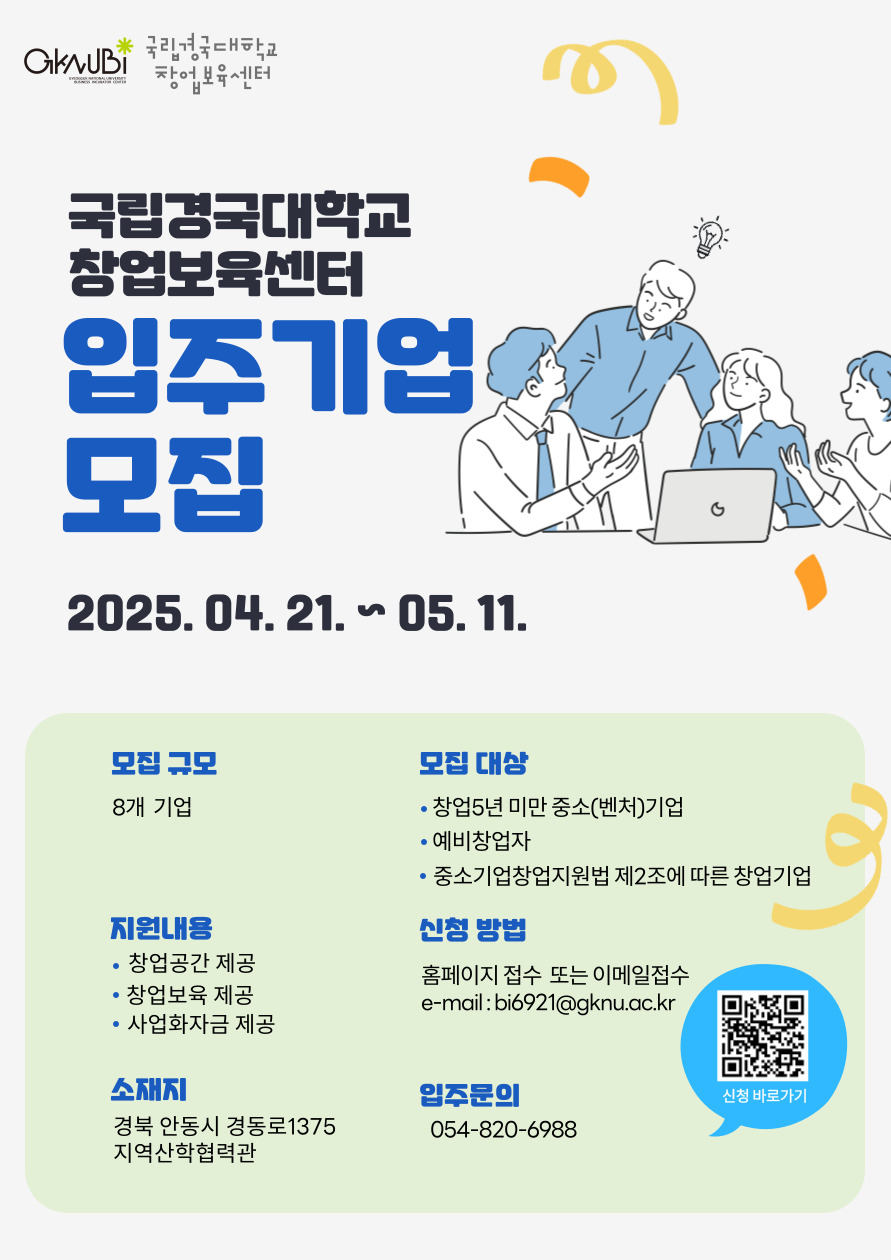 GKNUBI
GYEONGGUK NATIONAL UNIVERSITY
BUSINESS INCUBATOR CENTER
국립경국대학교
창업보육센터
국립경국대학교
창업보육센터
입주기업
모집
2025. 04. 21. ~ 05. 11.
모집 규모
8개 기업
모집 대상
• 창업5년 미만 중소(벤처)기업
• 예비창업자
• 중소기업창업지원법 제2조에 따른 창업기업
지원내용
• 창업공간 제공
• 창업보육 제공
• 사업화자금 제공
신청 방법
홈페이지 접수 또는 이메일접수
e-mail : bi6921@gknu.ac.kr
신청 바로가기
소재지
경북 안동시 경동로1375
지역산학협력관
입주문의
054-820-6988